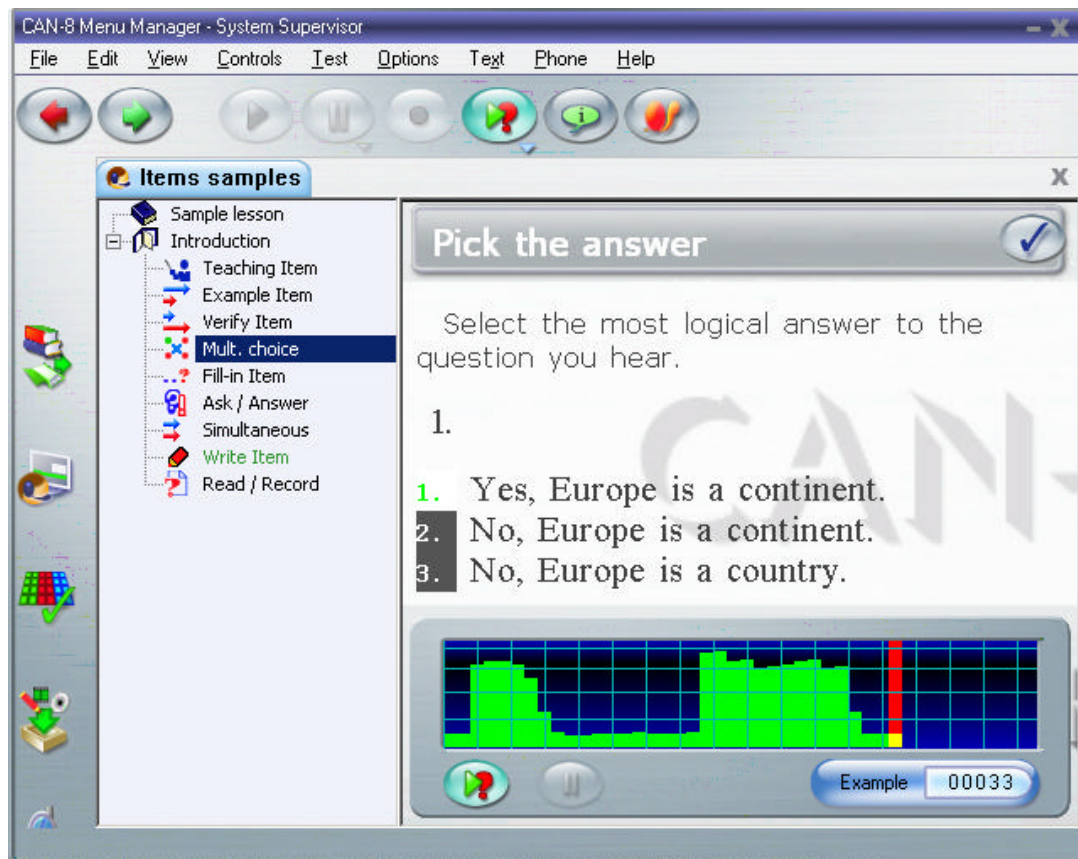 CAN-8 Menu Manager - System Supervisor
File Edit View Controls Test Options Text Phone Help
Items samples
Sample lesson
Introduction
Teaching Item
Example Item
Verify Item
Mult. choice
Fill-in Item
Ask / Answer
Simultaneous
Write Item
Read / Record
Pick the answer
Select the most logical answer to the
question you hear.
CAN-
1.
1. Yes, Europe is a continent.
2. No, Europe is a continent.
3. No, Europe is a country.
Example 00033